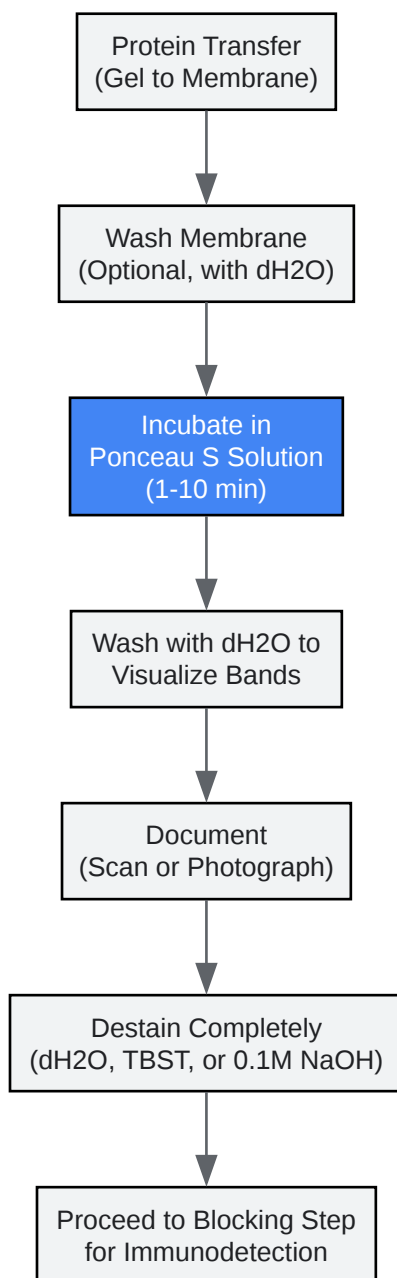 Protein Transfer
(Gel to Membrane)
Wash Membrane
(Optional, with dH2O)
Incubate in
Ponceau S Solution
(1-10 min)
Wash with dH2O to
Visualize Bands
Document
(Scan or Photograph)
Destain Completely
(dH2O, TBST, or 0.1M NaOH)
Proceed to Blocking Step
for Immunodetection